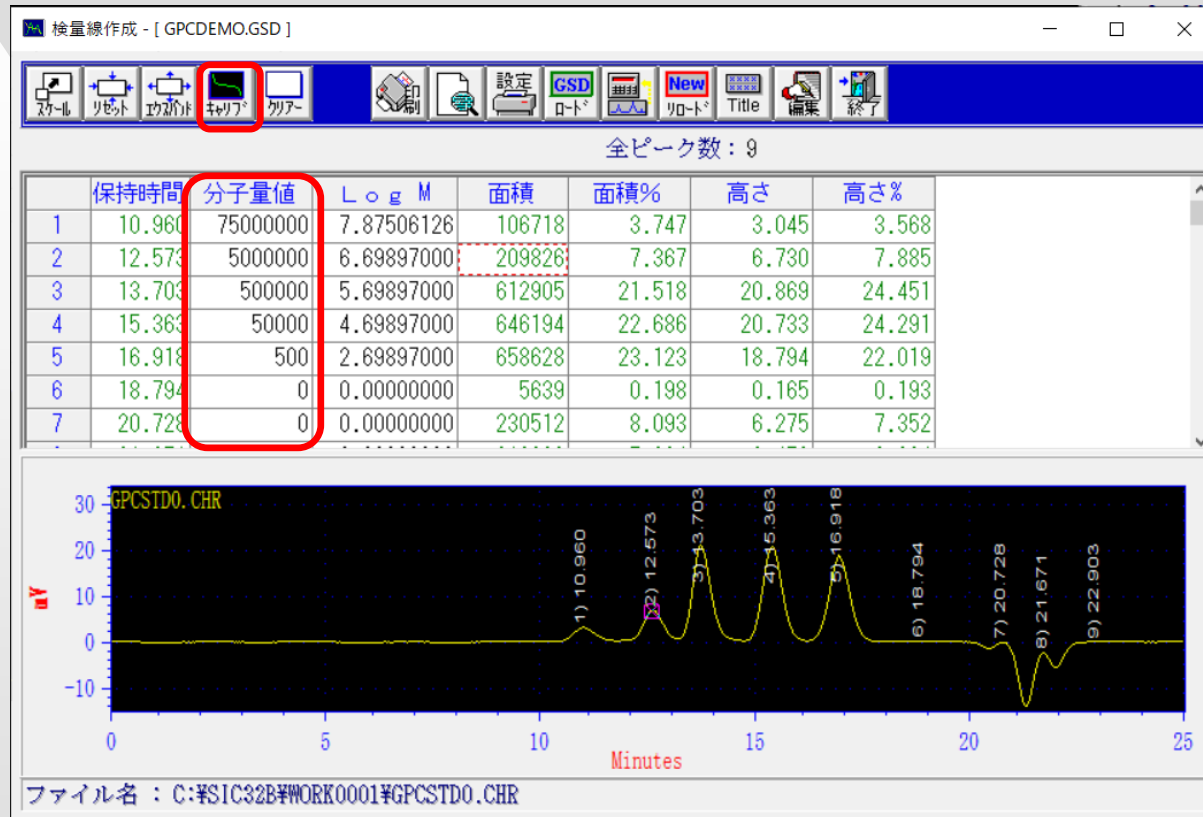 検量線作成 - [ GPCDEMO.GSD ]
スケール リセット エクスパンド キャリブ クリアー 印刷 設定 GSD ロード New リロード XXXX XXXX Title 編集 終了
全ピーク数：9
保持時間 分子量値 Ｌｏｇ Ｍ 面積 面積% 高さ 高さ%
1 10.960 75000000 7.87506126 106718 3.747 3.045 3.568
2 12.573 5000000 6.69897000 209826 7.367 6.730 7.885
3 13.703 500000 5.69897000 612905 21.518 20.869 24.451
4 15.363 50000 4.69897000 646194 22.686 20.733 24.291
5 16.918 500 2.69897000 658628 23.123 18.794 22.019
6 18.794 0 0.00000000 5639 0.198 0.165 0.193
7 20.728 0 0.00000000 230512 8.093 6.275 7.352
GPCSTD0.CHR
30
20
10
0
-10
mV
1) 10.960
2) 12.573
3) 13.703
4) 15.363
5) 16.918
6) 18.794
7) 20.728
8) 21.671
9) 22.903
0 5 10 15 20 25
Minutes
ファイル名 ： C:¥SIC32B¥WORK0001¥GPCSTD0.CHR